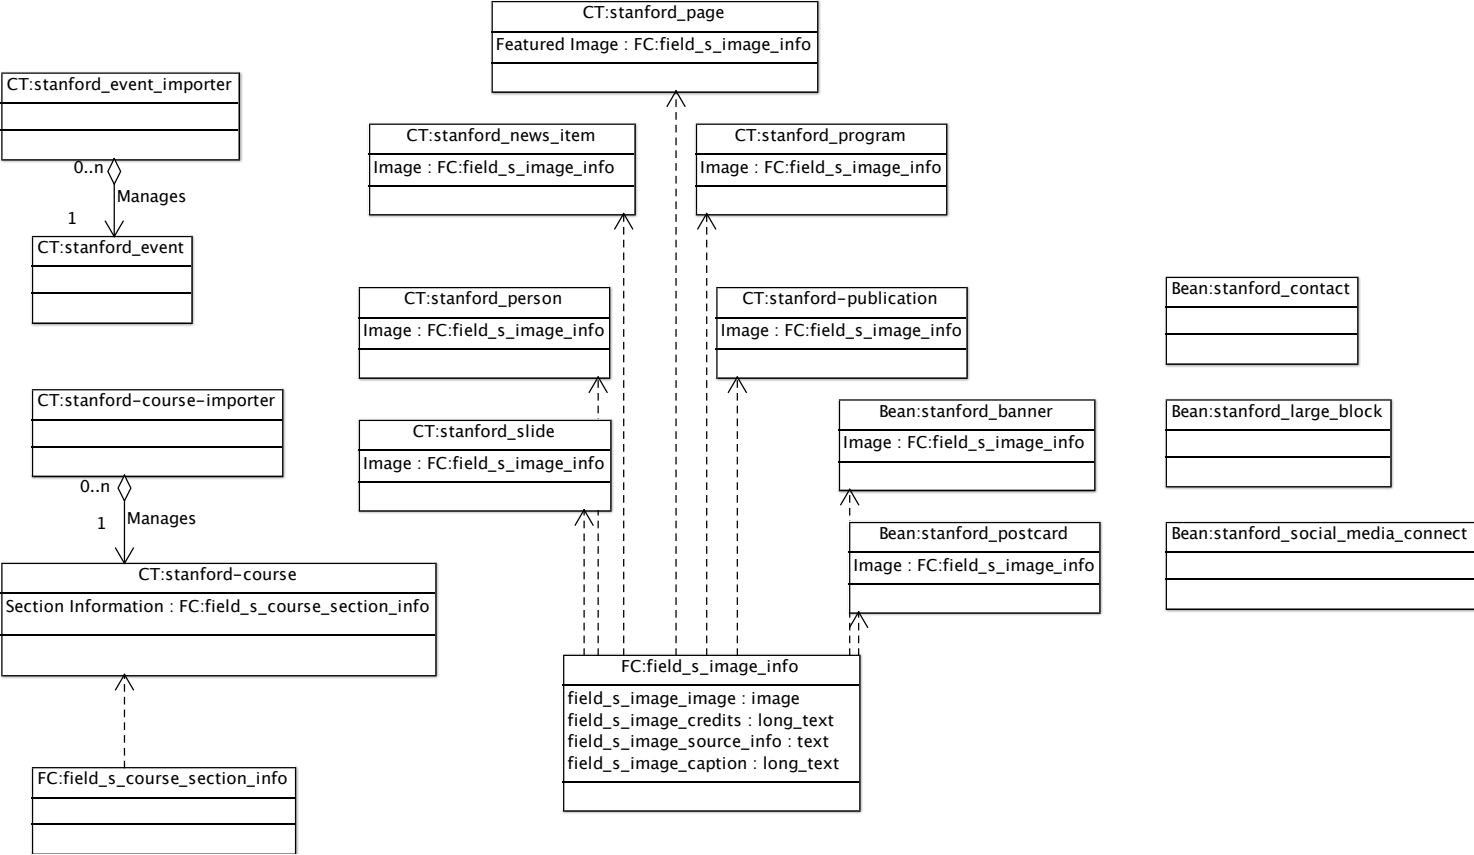 CT:stanford_page
Featured Image : FC:field_s_image_info
CT:stanford_event_importer
0..n
Manages
1
CT:stanford_event
CT:stanford_news_item
Image : FC:field_s_image_info
CT:stanford_program
Image : FC:field_s_image_info
CT:stanford_person
Image : FC:field_s_image_info
CT:stanford-publication
Image : FC:field_s_image_info
Bean:stanford_contact
CT:stanford-course-importer
0..n
1
Manages
CT:stanford_slide
Image : FC:field_s_image_info
Bean:stanford_banner
Image : FC:field_s_image_info
Bean:stanford_large_block
Bean:stanford_postcard
Image : FC:field_s_image_info
Bean:stanford_social_media_connect
CT:stanford-course
Section Information : FC:field_s_course_section_info
FC:field_s_image_info
field_s_image_image : image
field_s_image_credits : long_text
field_s_image_source_info : text
field_s_image_caption : long_text
FC:field_s_course_section_info